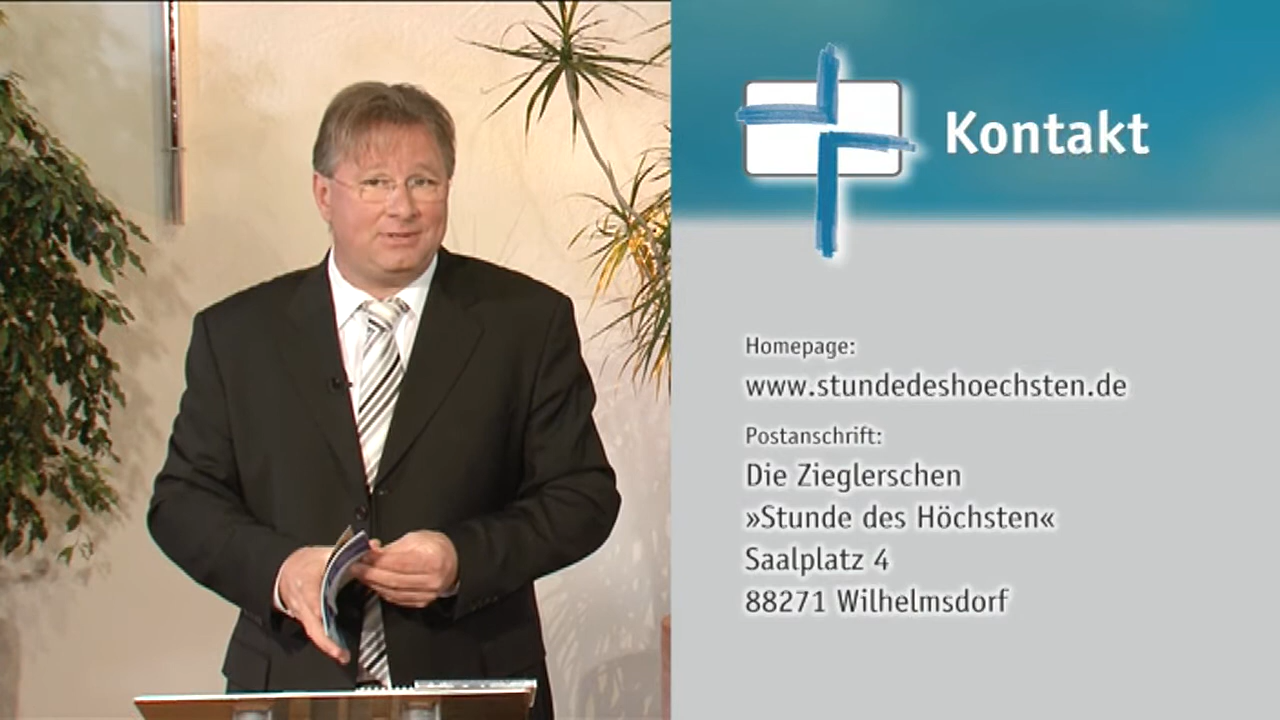 Kontakt
Homepage:
www.stundedeshoechsten.de
Postanschrift:
Die Zieglerschen
»Stunde des Höchsten«
Saalplatz 4
88271 Wilhelmsdorf